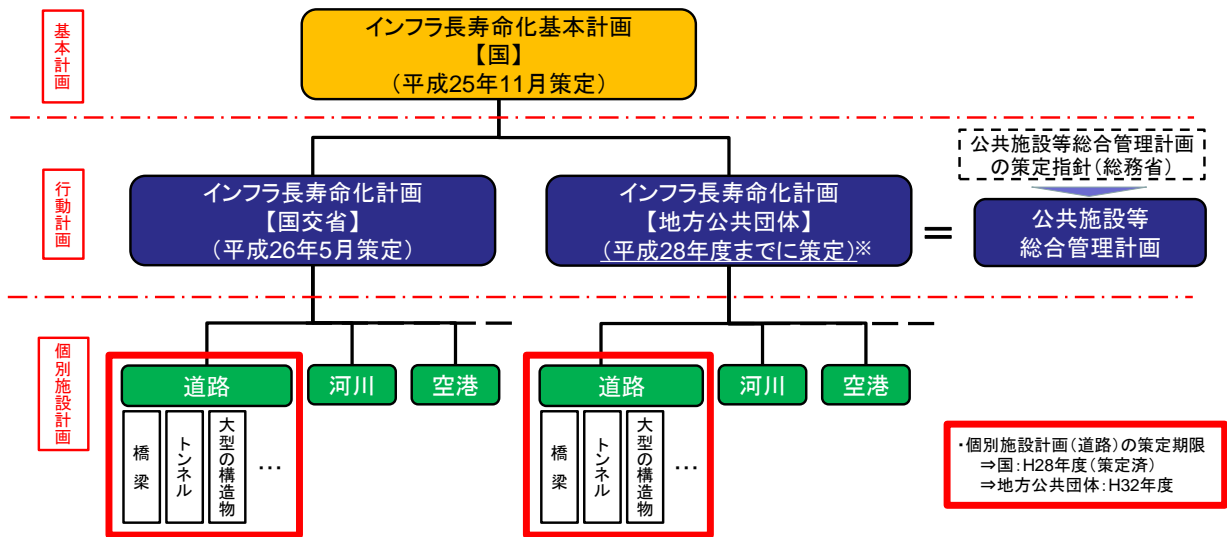 基本計画
インフラ長寿命化基本計画
【国】
(平成25年11月策定)
行動計画
インフラ長寿命化計画
【国交省】
(平成26年5月策定)
インフラ長寿命化計画
【地方公共団体】
(平成28年度までに策定)※
=
公共施設等総合管理計画
の策定指針(総務省)
公共施設等
総合管理計画
個別施設計画
道路
河川
空港
橋梁
トンネル
大型の構造物
…
道路
河川
空港
橋梁
トンネル
大型の構造物
…
・個別施設計画(道路)の策定期限
⇒国:H28年度(策定済)
⇒地方公共団体:H32年度